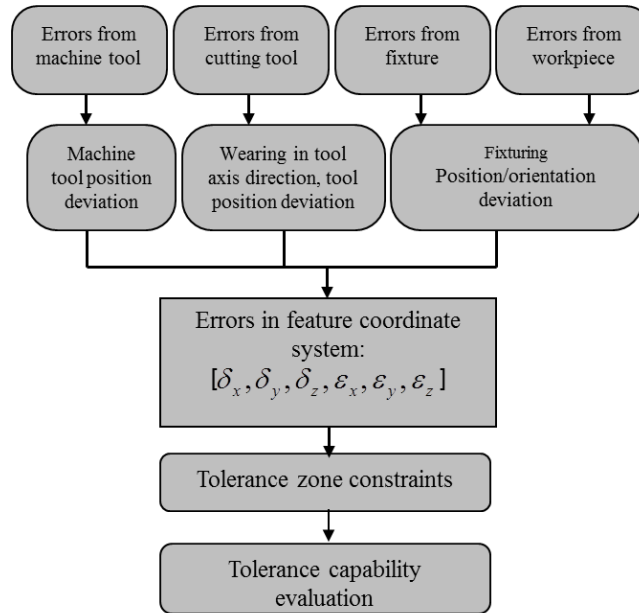 Errors from
machine tool
Errors from
cutting tool
Errors from
fixture
Errors from
workpiece
Machine
tool position
deviation
Wearing in tool
axis direction, tool
position deviation
Fixturing
Position/orientation
deviation
Errors in feature coordinate
system:
[δx, δy, δz, εx, εy, εz]
Tolerance zone constraints
Tolerance capability
evaluation